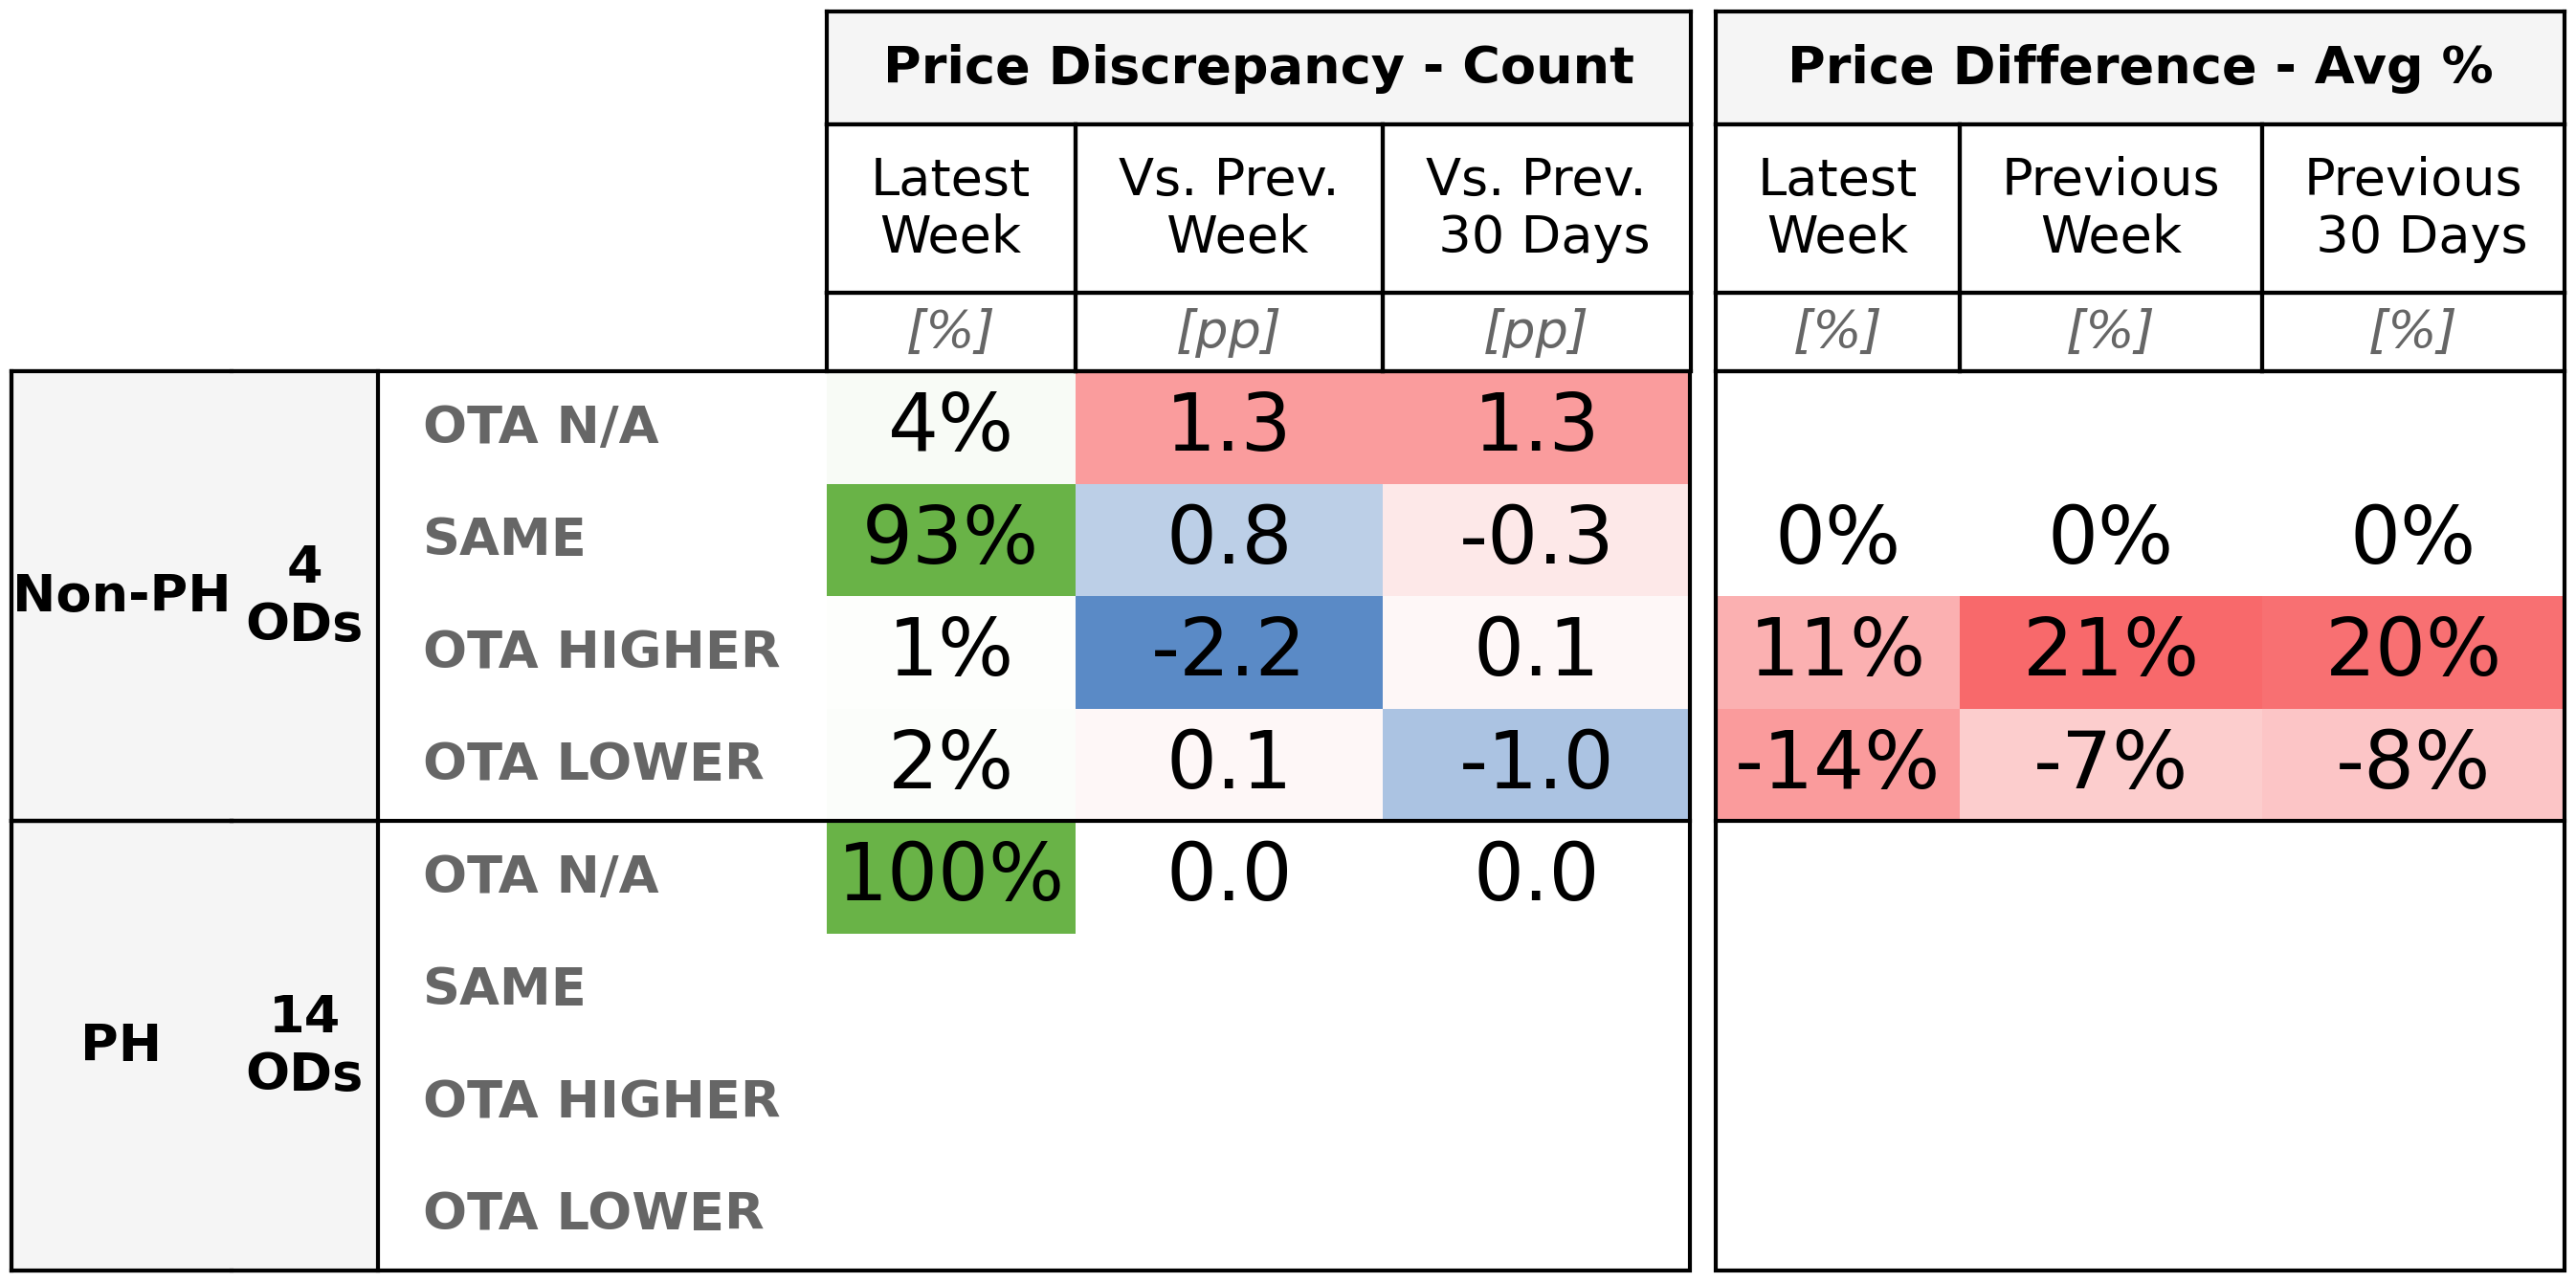 Price Discrepancy - Count Price Difference - Avg %
Latest Week Vs. Prev. Week Vs. Prev. 30 Days Latest Week Previous Week Previous 30 Days
[%] [pp] [pp] [%] [%] [%]
Non-PH 4 ODs
OTA N/A 4% 1.3 1.3
SAME 93% 0.8 -0.3 0% 0% 0%
OTA HIGHER 1% -2.2 0.1 11% 21% 20%
OTA LOWER 2% 0.1 -1.0 -14% -7% -8%
PH 14 ODs
OTA N/A 100% 0.0 0.0
SAME
OTA HIGHER
OTA LOWER